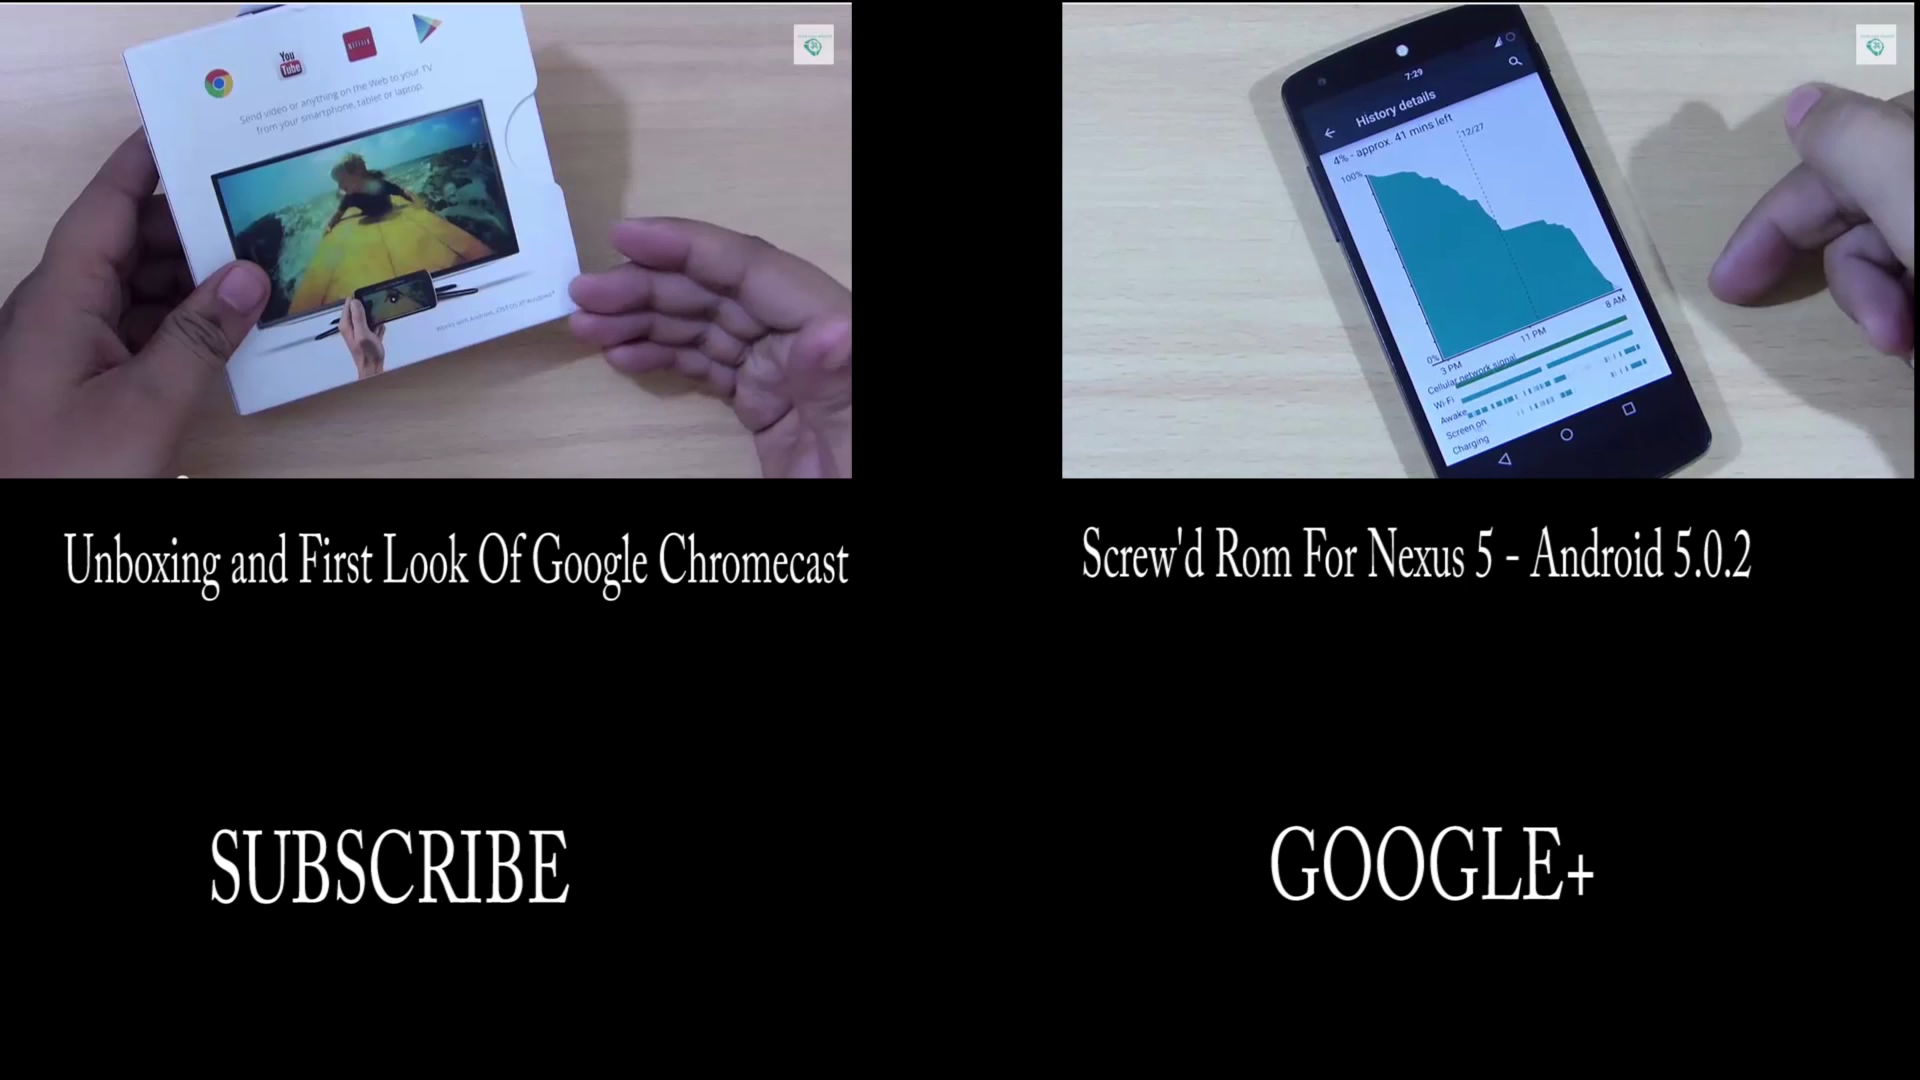 You
Tube
NETFLIX
Send video or anything on the Web to your TV
from your smartphone, tablet or laptop.
7:29
History details
4% - approx. 41 mins left
12/27
100%
0%
3 PM
11 PM
8 AM
Cellular network signal
Wi-Fi
Awake
Screen on
Charging
Unboxing and First Look Of Google Chromecast
Screw'd Rom For Nexus 5 - Android 5.0.2
SUBSCRIBE
GOOGLE+